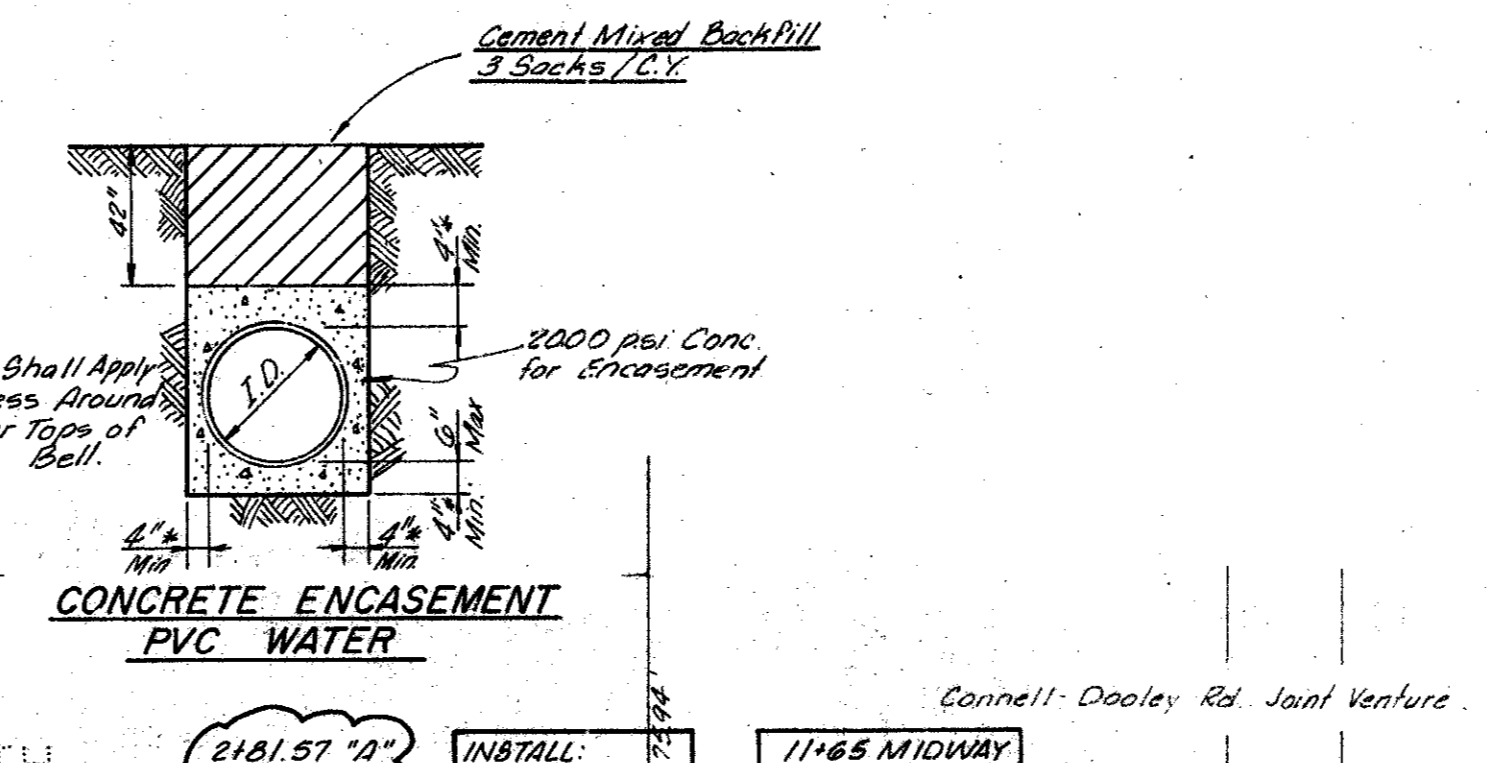 Cement Mixed Backfill
3 Sacks / C.Y.
42"
4"*
Min.
2000 psi Conc.
for Encasement
I.D.
Shall Apply
ess Around
r Tops of
Bell.
6"
Max
4"*
Min.
4"*
Min
4"*
Min.
CONCRETE ENCASEMENT
PVC WATER
75.94'
Connell-Dooley Rd. Joint Venture
2+81.57 "A"
INSTALL:
11+65 MIDWAY